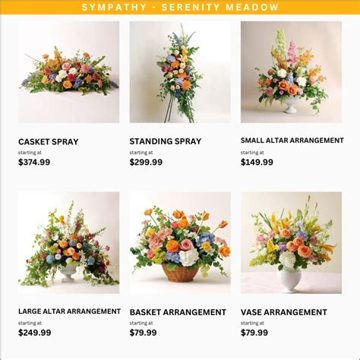 SYMPATHY - SERENITY MEADOW
CASKET SPRAY
starting at
$374.99
STANDING SPRAY
starting at
$299.99
SMALL ALTAR ARRANGEMENT
starting at
$149.99
LARGE ALTAR ARRANGEMENT
starting at
$249.99
BASKET ARRANGEMENT
starting at
$79.99
VASE ARRANGEMENT
starting at
$79.99